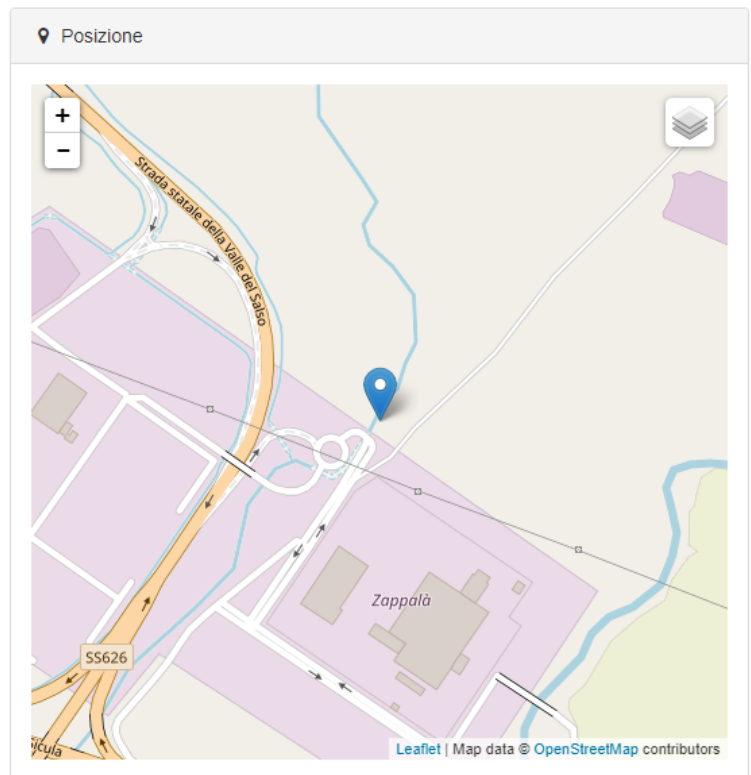 Posizione
+
−
Strada statale della Valle del Salso
Zappalà
SS626
Leaflet | Map data © OpenStreetMap contributors